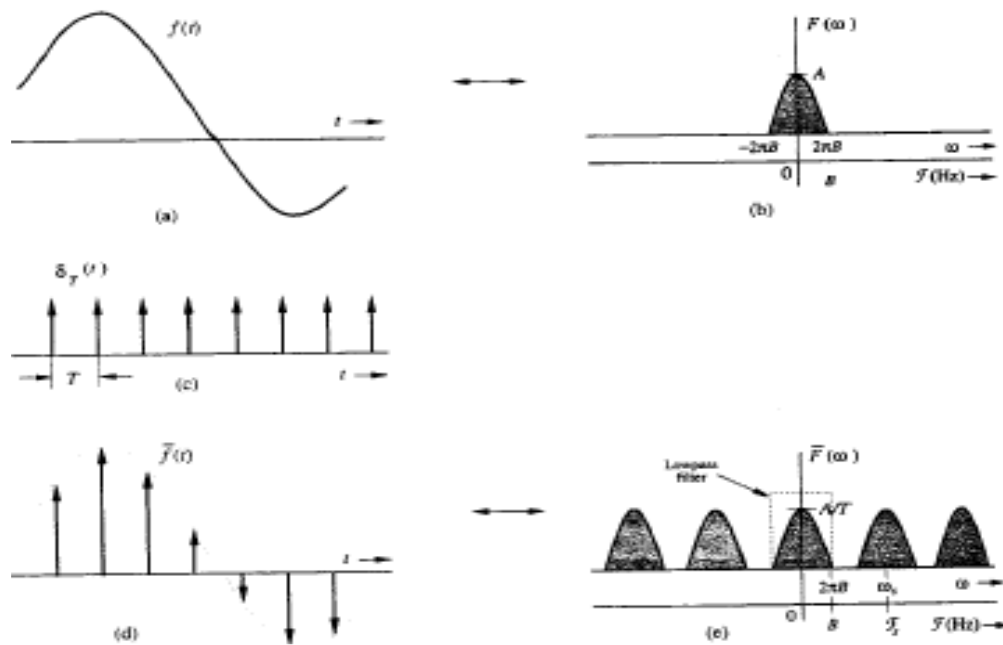 f(t)
t
(a)
F(ω)
A
−2πB 2πB ω
0 B ℱ(Hz)
(b)
δ_T(t)
T
t
(c)
f̅(t)
t
(d)
F̅(ω)
Lowpass
filter
A/T
2πB ω_s ω
0 B ℱ_s ℱ(Hz)
(e)